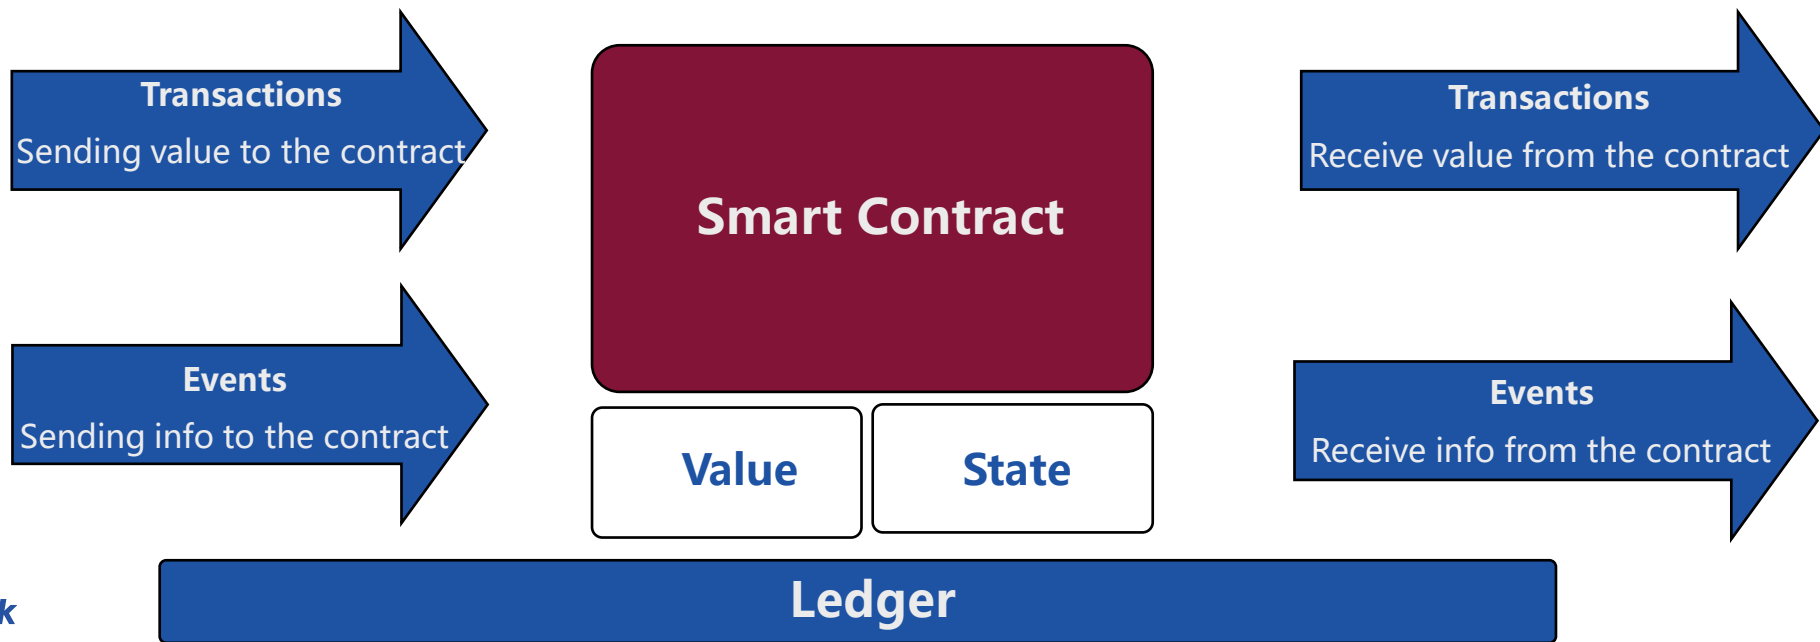 Transactions
Sending value to the contract
Events
Sending info to the contract
Smart Contract
Value
State
Transactions
Receive value from the contract
Events
Receive info from the contract
Ledger